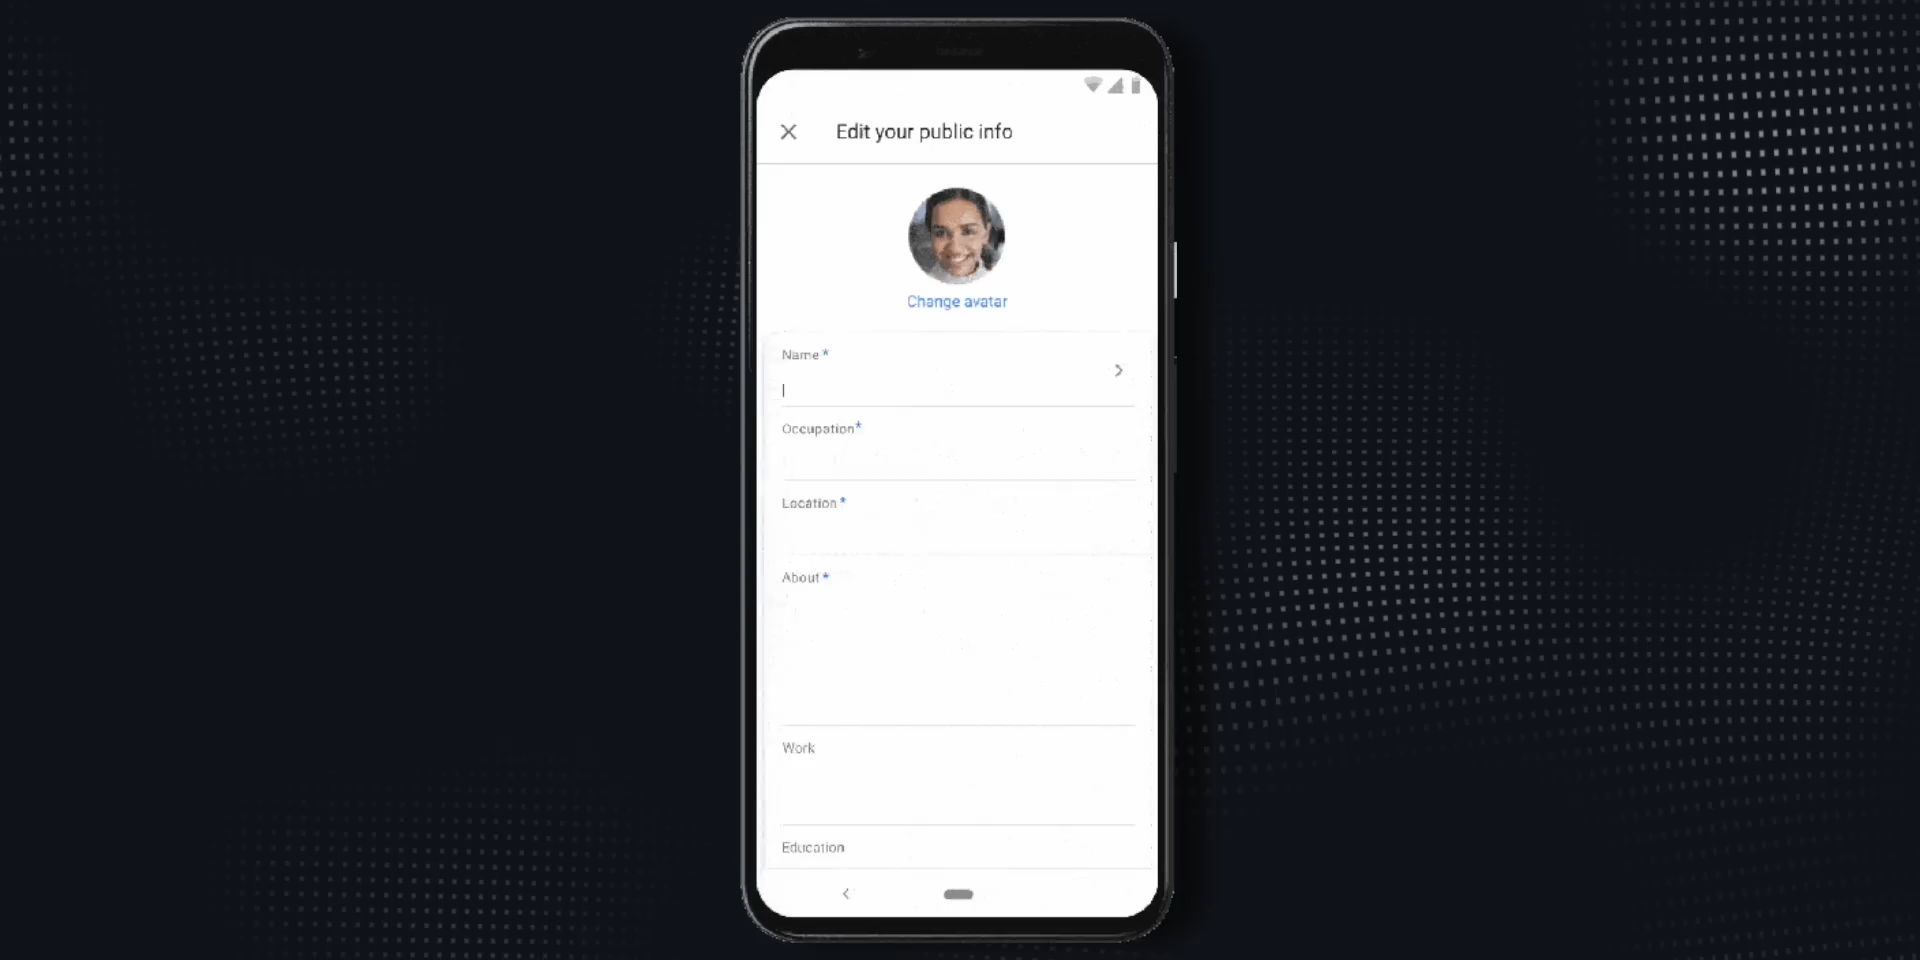 Edit your public info
Change avatar
Name *
Occupation*
Location *
About *
Work
Education